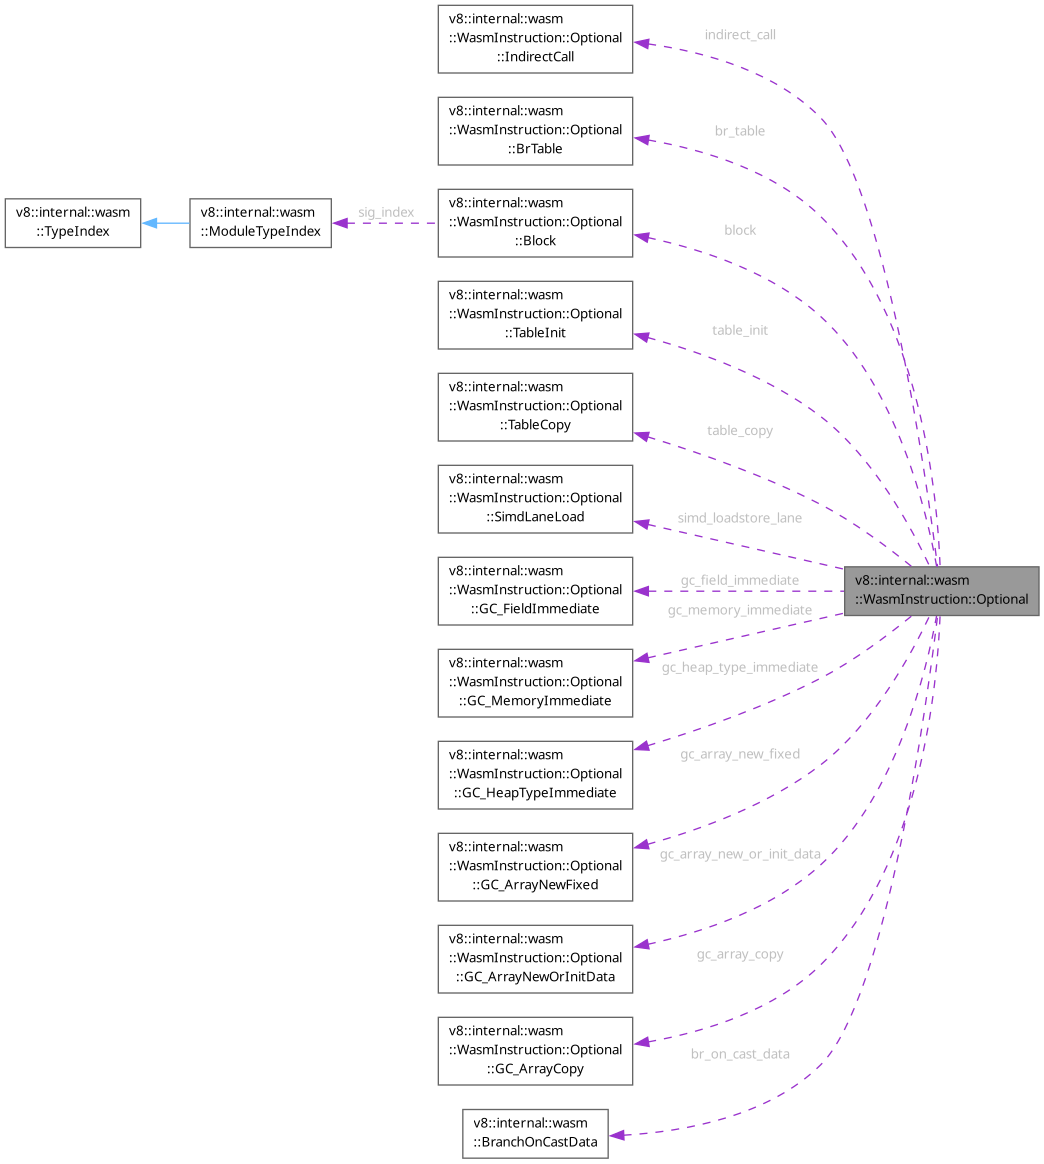 v8::internal::wasm
::WasmInstruction::Optional
::IndirectCall
indirect_call
v8::internal::wasm
::WasmInstruction::Optional
::BrTable
br_table
v8::internal::wasm
::TypeIndex
v8::internal::wasm
::ModuleTypeIndex
sig_index
v8::internal::wasm
::WasmInstruction::Optional
::Block
block
v8::internal::wasm
::WasmInstruction::Optional
::TableInit
table_init
v8::internal::wasm
::WasmInstruction::Optional
::TableCopy
table_copy
v8::internal::wasm
::WasmInstruction::Optional
::SimdLaneLoad
simd_loadstore_lane
v8::internal::wasm
::WasmInstruction::Optional
::GC_FieldImmediate
gc_field_immediate
v8::internal::wasm
::WasmInstruction::Optional
gc_memory_immediate
v8::internal::wasm
::WasmInstruction::Optional
::GC_MemoryImmediate
gc_heap_type_immediate
v8::internal::wasm
::WasmInstruction::Optional
::GC_HeapTypeImmediate
gc_array_new_fixed
v8::internal::wasm
::WasmInstruction::Optional
::GC_ArrayNewFixed
gc_array_new_or_init_data
v8::internal::wasm
::WasmInstruction::Optional
::GC_ArrayNewOrInitData
gc_array_copy
v8::internal::wasm
::WasmInstruction::Optional
::GC_ArrayCopy
br_on_cast_data
v8::internal::wasm
::BranchOnCastData